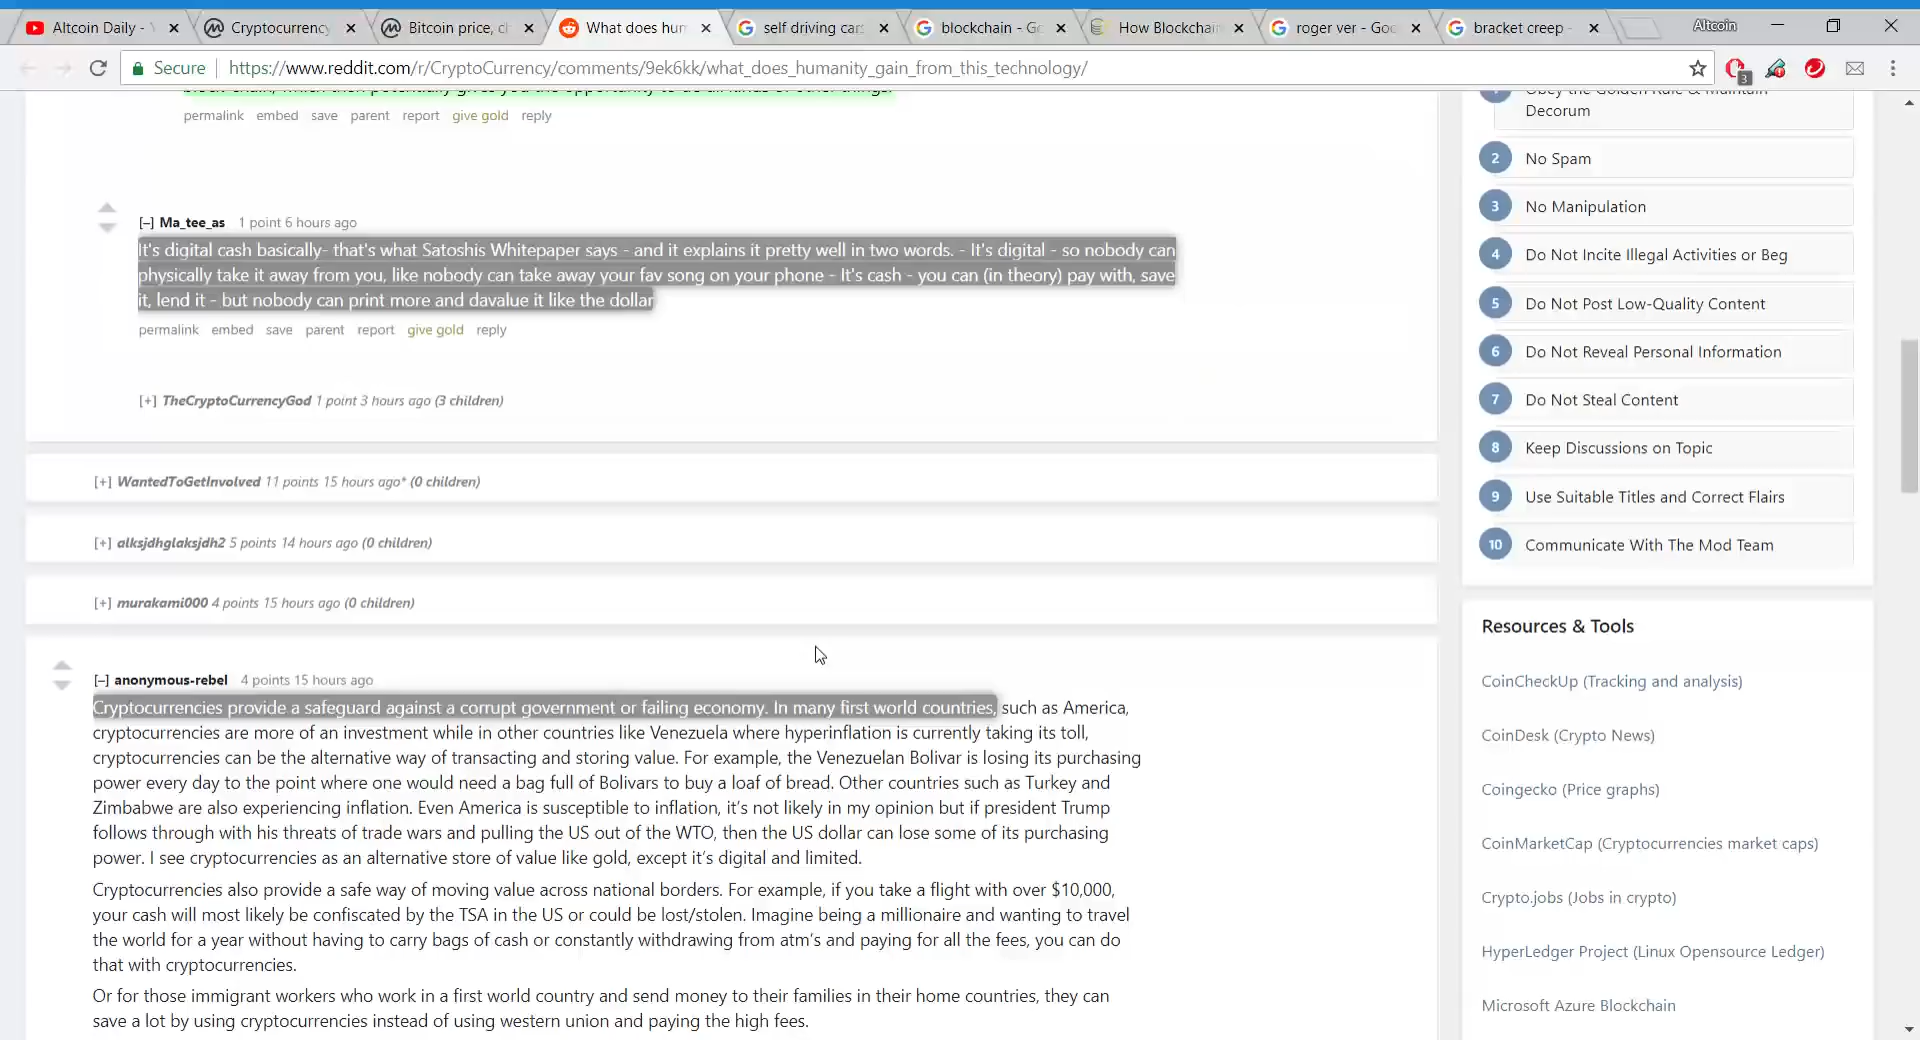 Altcoin Daily -
Cryptocurrency
Bitcoin price, c
What does hum
self driving cars
blockchain - Go
How Blockchain
roger ver - Goo
bracket creep -
Altcoin
Secure
https://www.reddit.com/r/CryptoCurrency/comments/9ek6kk/what_does_humanity_gain_from_this_technology/
3
permalink embed save parent report give gold reply
[–] Ma_tee_as 1 point 6 hours ago
It's digital cash basically- that's what Satoshis Whitepaper says - and it explains it pretty well in two words. - It's digital - so nobody can
physically take it away from you, like nobody can take away your fav song on your phone - It's cash - you can (in theory) pay with, save
it, lend it - but nobody can print more and davalue it like the dollar
permalink embed save parent report give gold reply
[+] TheCryptoCurrencyGod 1 point 3 hours ago (3 children)
[+] WantedToGetInvolved 11 points 15 hours ago* (0 children)
[+] alksjdhglaksjdh2 5 points 14 hours ago (0 children)
[+] murakami000 4 points 15 hours ago (0 children)
[–] anonymous-rebel 4 points 15 hours ago
Cryptocurrencies provide a safeguard against a corrupt government or failing economy. In many first world countries, such as America,
cryptocurrencies are more of an investment while in other countries like Venezuela where hyperinflation is currently taking its toll,
cryptocurrencies can be the alternative way of transacting and storing value. For example, the Venezuelan Bolivar is losing its purchasing
power every day to the point where one would need a bag full of Bolivars to buy a loaf of bread. Other countries such as Turkey and
Zimbabwe are also experiencing inflation. Even America is susceptible to inflation, it’s not likely in my opinion but if president Trump
follows through with his threats of trade wars and pulling the US out of the WTO, then the US dollar can lose some of its purchasing
power. I see cryptocurrencies as an alternative store of value like gold, except it’s digital and limited.
Cryptocurrencies also provide a safe way of moving value across national borders. For example, if you take a flight with over $10,000,
your cash will most likely be confiscated by the TSA in the US or could be lost/stolen. Imagine being a millionaire and wanting to travel
the world for a year without having to carry bags of cash or constantly withdrawing from atm’s and paying for all the fees, you can do
that with cryptocurrencies.
Or for those immigrant workers who work in a first world country and send money to their families in their home countries, they can
save a lot by using cryptocurrencies instead of using western union and paying the high fees.
Obey the Golden Rule & Maintain
Decorum
2 No Spam
3 No Manipulation
4 Do Not Incite Illegal Activities or Beg
5 Do Not Post Low-Quality Content
6 Do Not Reveal Personal Information
7 Do Not Steal Content
8 Keep Discussions on Topic
9 Use Suitable Titles and Correct Flairs
10 Communicate With The Mod Team
Resources & Tools
CoinCheckUp (Tracking and analysis)
CoinDesk (Crypto News)
Coingecko (Price graphs)
CoinMarketCap (Cryptocurrencies market caps)
Crypto.jobs (Jobs in crypto)
HyperLedger Project (Linux Opensource Ledger)
Microsoft Azure Blockchain